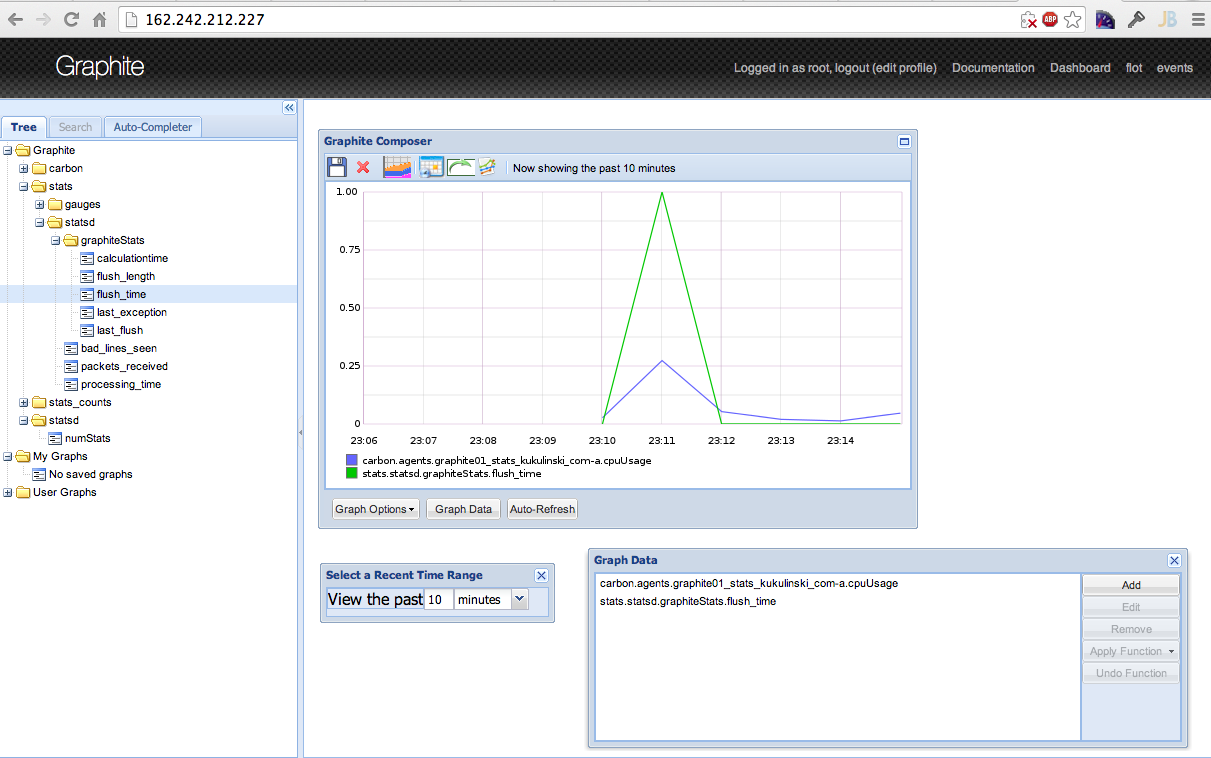 162.242.212.227
ABP
JB
Graphite
Logged in as root, logout (edit profile) Documentation Dashboard flot events
Tree Search Auto-Completer
Graphite
carbon
stats
gauges
statsd
graphiteStats
calculationtime
flush_length
flush_time
last_exception
last_flush
bad_lines_seen
packets_received
processing_time
stats_counts
statsd
numStats
My Graphs
No saved graphs
User Graphs
Graphite Composer
Now showing the past 10 minutes
1.00
0.75
0.50
0.25
0
23:06 23:07 23:08 23:09 23:10 23:11 23:12 23:13 23:14
carbon.agents.graphite01_stats_kukulinski_com-a.cpuUsage
stats.statsd.graphiteStats.flush_time
Graph Options Graph Data Auto-Refresh
Select a Recent Time Range
View the past 10 minutes
Graph Data
carbon.agents.graphite01_stats_kukulinski_com-a.cpuUsage
stats.statsd.graphiteStats.flush_time
Add
Edit
Remove
Apply Function
Undo Function